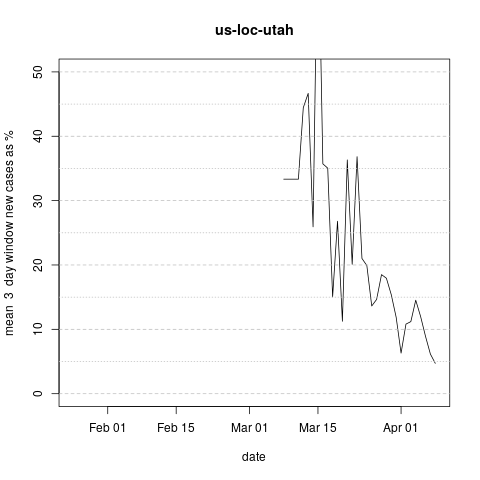 us-loc-utah
mean 3 day window new cases as %
50
40
30
20
10
0
Feb 01
Feb 15
Mar 01
Mar 15
Apr 01
date